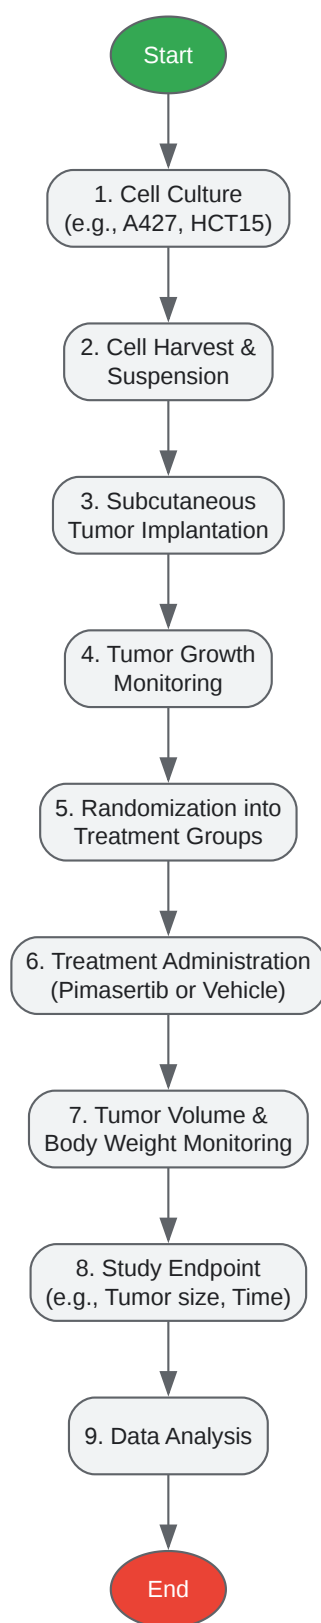 Start
1. Cell Culture
(e.g., A427, HCT15)
2. Cell Harvest &
Suspension
3. Subcutaneous
Tumor Implantation
4. Tumor Growth
Monitoring
5. Randomization into
Treatment Groups
6. Treatment Administration
(Pimasertib or Vehicle)
7. Tumor Volume &
Body Weight Monitoring
8. Study Endpoint
(e.g., Tumor size, Time)
9. Data Analysis
End